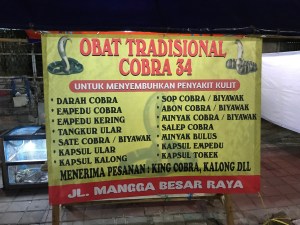 OBAT TRADISIONAL
COBRA 34
UNTUK MENYEMBUHKAN PENYAKIT KULIT
• DARAH COBRA
• EMPEDU COBRA
• EMPEDU KERING
• TANGKUR ULAR
• SATE COBRA / BIYAWAK
• KAPSUL ULAR
• KAPSUL KALONG
• SOP COBRA / BIYAWAK
• ABON COBRA / BIYAWAK
• MINYAK COBRA / BIYAWAK
• SALEP COBRA
• MINYAK BULUS
• KAPSUL EMPEDU
• KAPSUL TOKEK
MENERIMA PESANAN : KING COBRA, KALONG DLL
JL. MANGGA BESAR RAYA